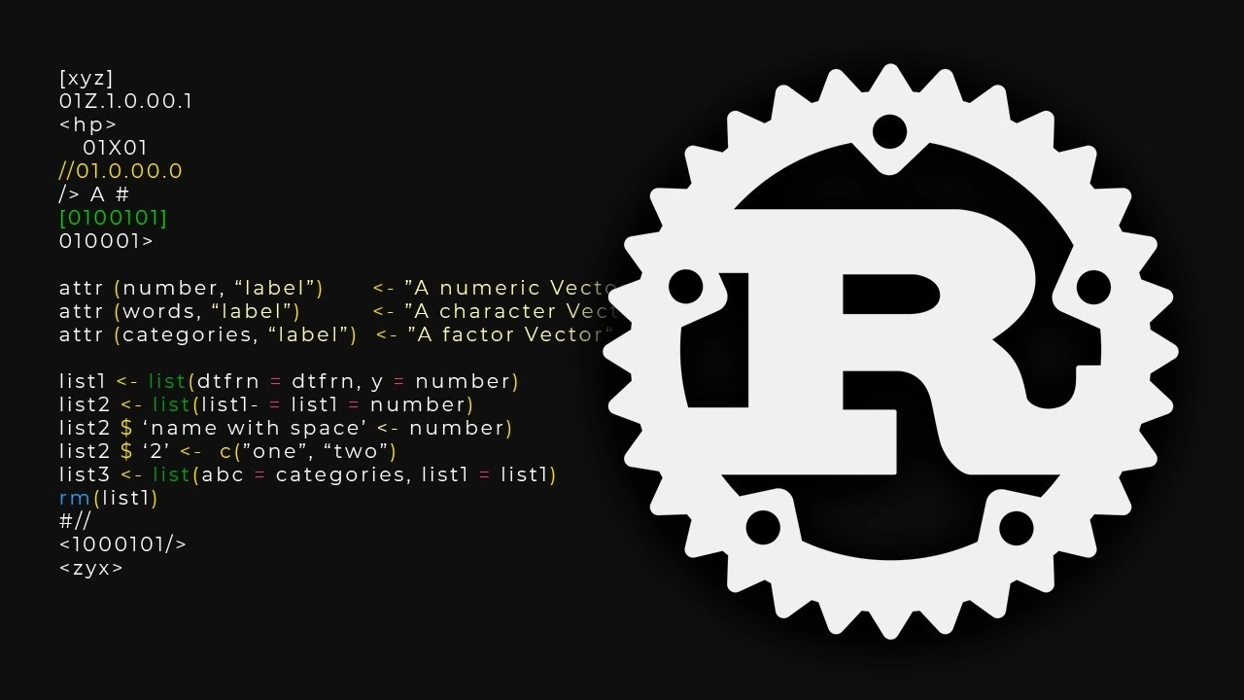 [xyz]
01Z.1.0.00.1
<hp>
01X01
//01.0.00.0
/> A #
[0100101]
010001>
attr (number, “label”) <- ”A numeric Vecto
attr (words, “label”) <- ”A character Vect
attr (categories, “label”) <- ”A factor Vector“
list1 <- list(dtfrn = dtfrn, y = number)
list2 <- list(list1- = list1 = number)
list2 $ ‘name with space’ <- number)
list2 $ ‘2’ <- c(”one”, “two”)
list3 <- list(abc = categories, list1 = list1)
rm(list1)
#//
<1000101/>
<zyx>
R